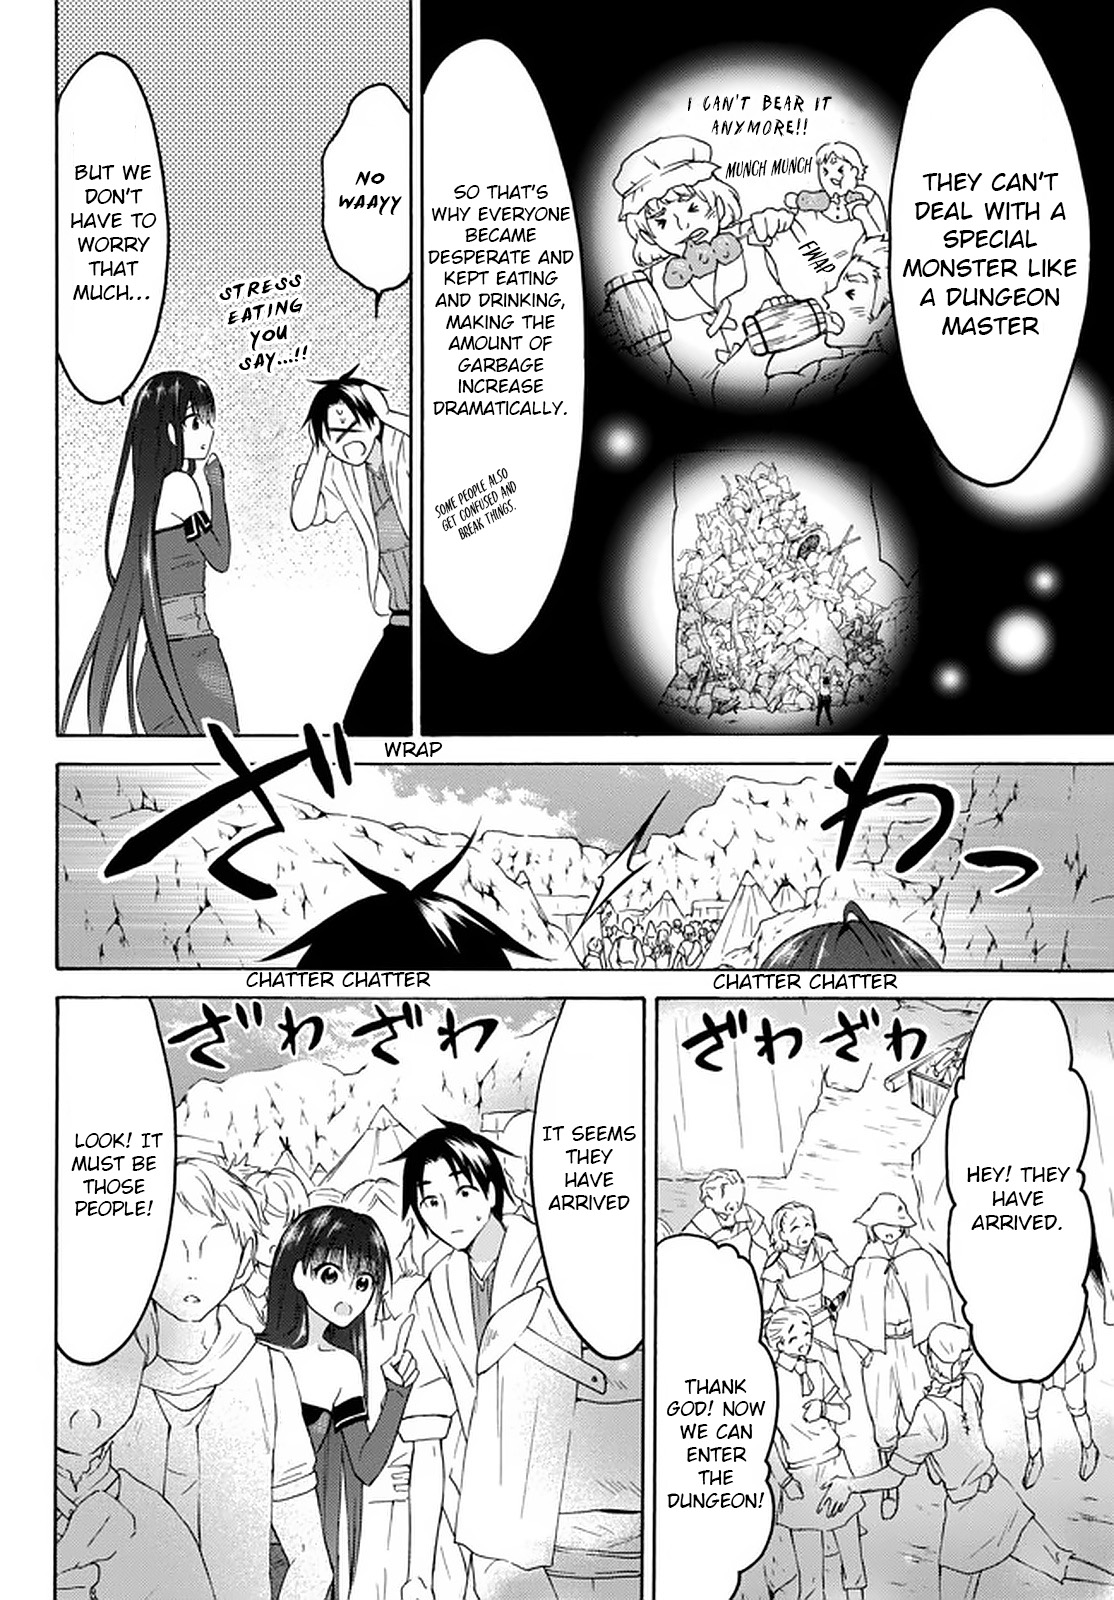 THEY CAN'T
DEAL WITH A
SPECIAL
MONSTER LIKE
A DUNGEON
MASTER
I CAN'T BEAR IT
ANYMORE!!
MUNCH MUNCH
FWAP
SO THAT'S
WHY EVERYONE
BECAME
DESPERATE AND
KEPT EATING
AND DRINKING,
MAKING THE
AMOUNT OF
GARBAGE
INCREASE
DRAMATICALLY.
SOME PEOPLE ALSO
GET CONFUSED AND
BREAK THINGS.
NO
WAAYY
STRESS
EATING
YOU
SAY...!!
BUT WE
DON'T
HAVE TO
WORRY
THAT
MUCH...
WRAP
わっ
ざ
CHATTER CHATTER
CHATTER CHATTER
ざわざわ
HEY! THEY
HAVE
ARRIVED.
THANK
GOD! NOW
WE CAN
ENTER
THE
DUNGEON!
ざわざわ
IT SEEMS
THEY
HAVE
ARRIVED
LOOK! IT
MUST BE
THOSE
PEOPLE!